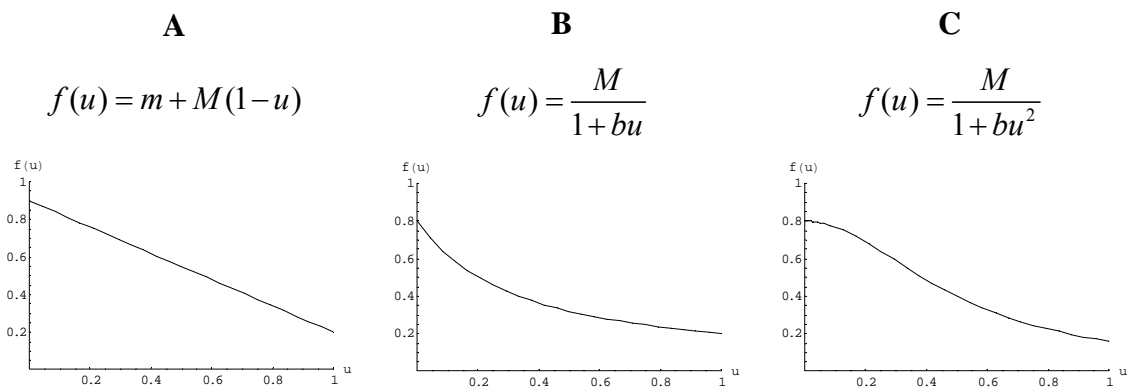 A B C
f(u) = m + M(1 − u) f(u) = M / (1 + bu) f(u) = M / (1 + bu²)
f(u) f(u) f(u)
1 1 1
0.8 0.8 0.8
0.6 0.6 0.6
0.4 0.4 0.4
0.2 0.2 0.2
0.2 0.4 0.6 0.8 1 u 0.2 0.4 0.6 0.8 1 u 0.2 0.4 0.6 0.8 1 u